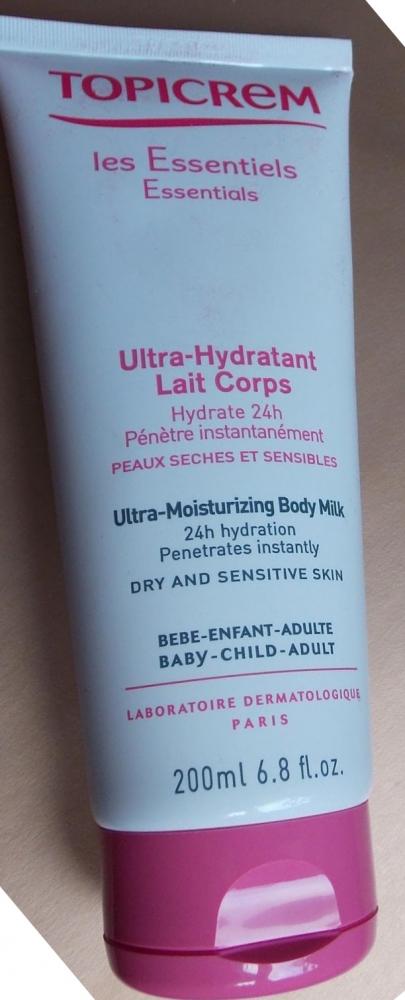 TOPICREM
les Essentiels
Essentials
Ultra-Hydratant
Lait Corps
Hydrate 24h
Pénètre instantanément
PEAUX SECHES ET SENSIBLES
Ultra-Moisturizing Body Milk
24h hydration
Penetrates instantly
DRY AND SENSITIVE SKIN
BEBE-ENFANT-ADULTE
BABY-CHILD-ADULT
LABORATOIRE DERMATOLOGIQUE
PARIS
200ml 6.8 fl.oz.